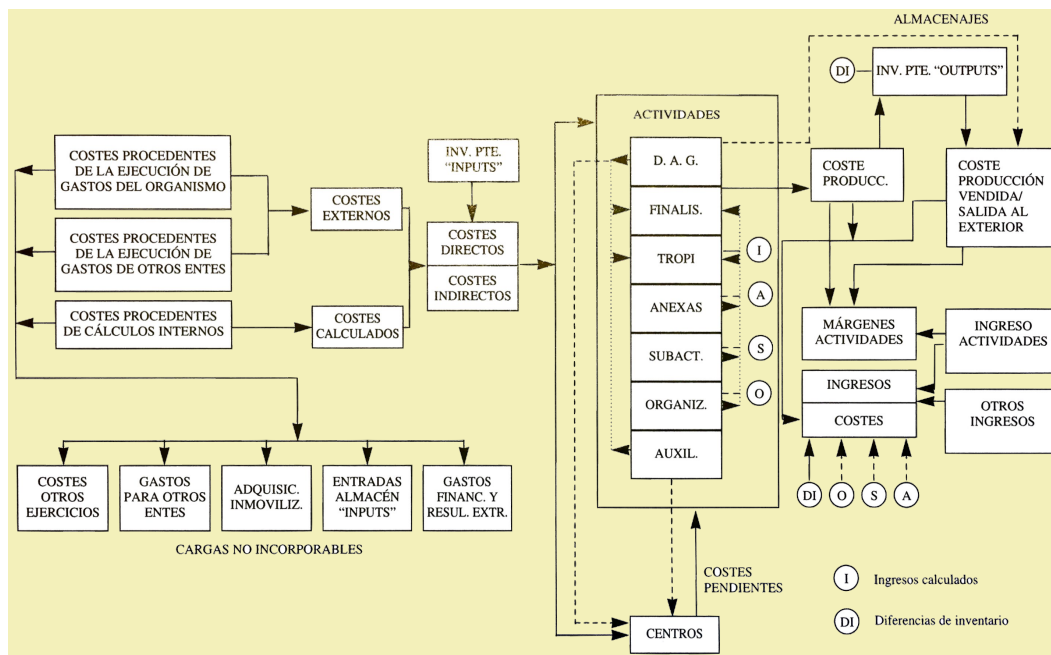 ALMACENAJES
DI
INV. PTE. “OUTPUTS”
ACTIVIDADES
COSTES PROCEDENTES
DE LA EJECUCIÓN DE
GASTOS DEL ORGANISMO
COSTES PROCEDENTES
DE LA EJECUCIÓN DE
GASTOS DE OTROS ENTES
COSTES PROCEDENTES
DE CÁLCULOS INTERNOS
COSTES
EXTERNOS
COSTES
CALCULADOS
INV. PTE.
“INPUTS”
COSTES
DIRECTOS
COSTES
INDIRECTOS
D. A. G.
FINALIS.
TROPI
ANEXAS
SUBACT.
ORGANIZ.
AUXIL.
I
A
S
O
COSTE
PRODUCC.
COSTE
PRODUCCIÓN
VENDIDA/
SALIDA AL
EXTERIOR
MÁRGENES
ACTIVIDADES
INGRESO
ACTIVIDADES
INGRESOS
COSTES
OTROS
INGRESOS
DI
O
S
A
COSTES OTROS
EJERCICIOS
GASTOS
PARA OTROS
ENTES
ADQUISIC.
INMOVILIZ.
ENTRADAS
ALMACÉN
“INPUTS”
GASTOS
FINANC. Y
RESUL. EXTR.
CARGAS NO INCORPORABLES
COSTES
PENDIENTES
CENTROS
I
Ingresos calculados
DI
Diferencias de inventario